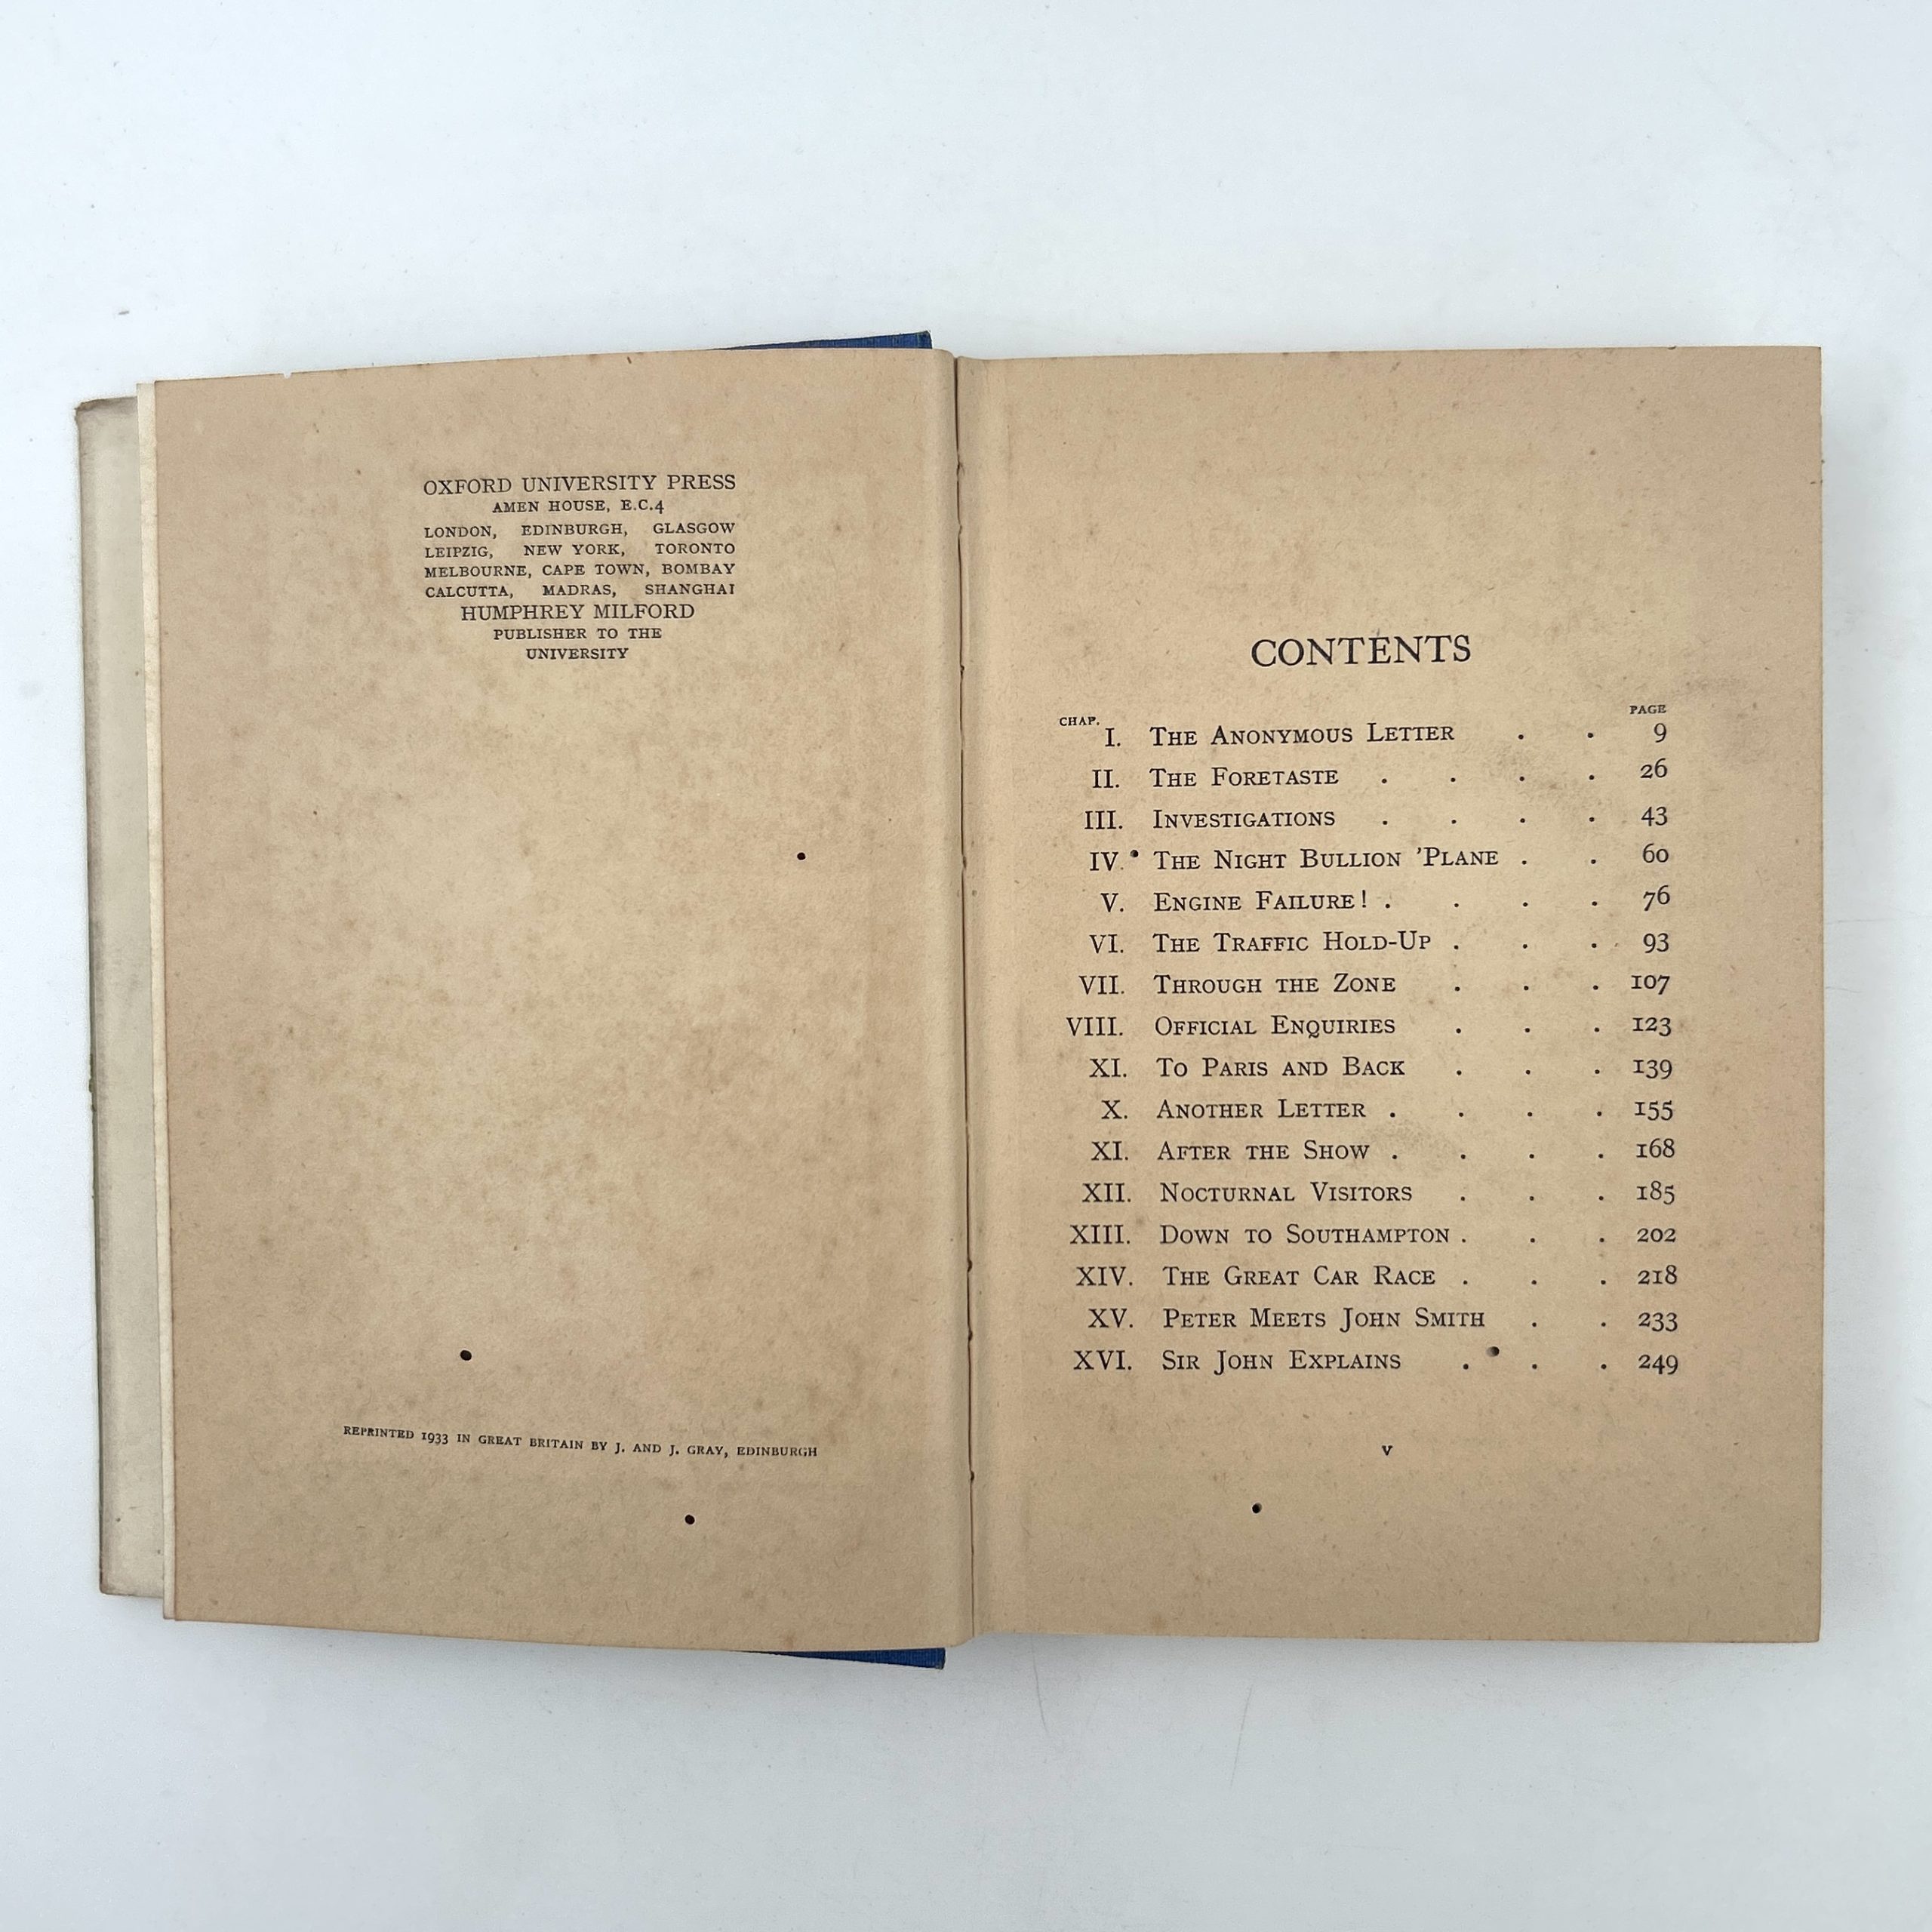 OXFORD UNIVERSITY PRESS
AMEN HOUSE, E.C.4
LONDON, EDINBURGH, GLASGOW
LEIPZIG, NEW YORK, TORONTO
MELBOURNE, CAPE TOWN, BOMBAY
CALCUTTA, MADRAS, SHANGHAI
HUMPHREY MILFORD
PUBLISHER TO THE
UNIVERSITY
REPRINTED 1933 IN GREAT BRITAIN BY J. AND J. GRAY, EDINBURGH
CONTENTS
CHAP. PAGE
I. THE ANONYMOUS LETTER . . 9
II. THE FORETASTE . . . . 26
III. INVESTIGATIONS . . . . 43
IV. THE NIGHT BULLION 'PLANE . . 60
V. ENGINE FAILURE! . . . . 76
VI. THE TRAFFIC HOLD-UP . . . 93
VII. THROUGH THE ZONE . . . 107
VIII. OFFICIAL ENQUIRIES . . . 123
XI. TO PARIS AND BACK . . . 139
X. ANOTHER LETTER . . . . 155
XI. AFTER THE SHOW . . . . 168
XII. NOCTURNAL VISITORS . . . 185
XIII. DOWN TO SOUTHAMPTON . . . 202
XIV. THE GREAT CAR RACE . . . 218
XV. PETER MEETS JOHN SMITH . . 233
XVI. SIR JOHN EXPLAINS . . . 249
v